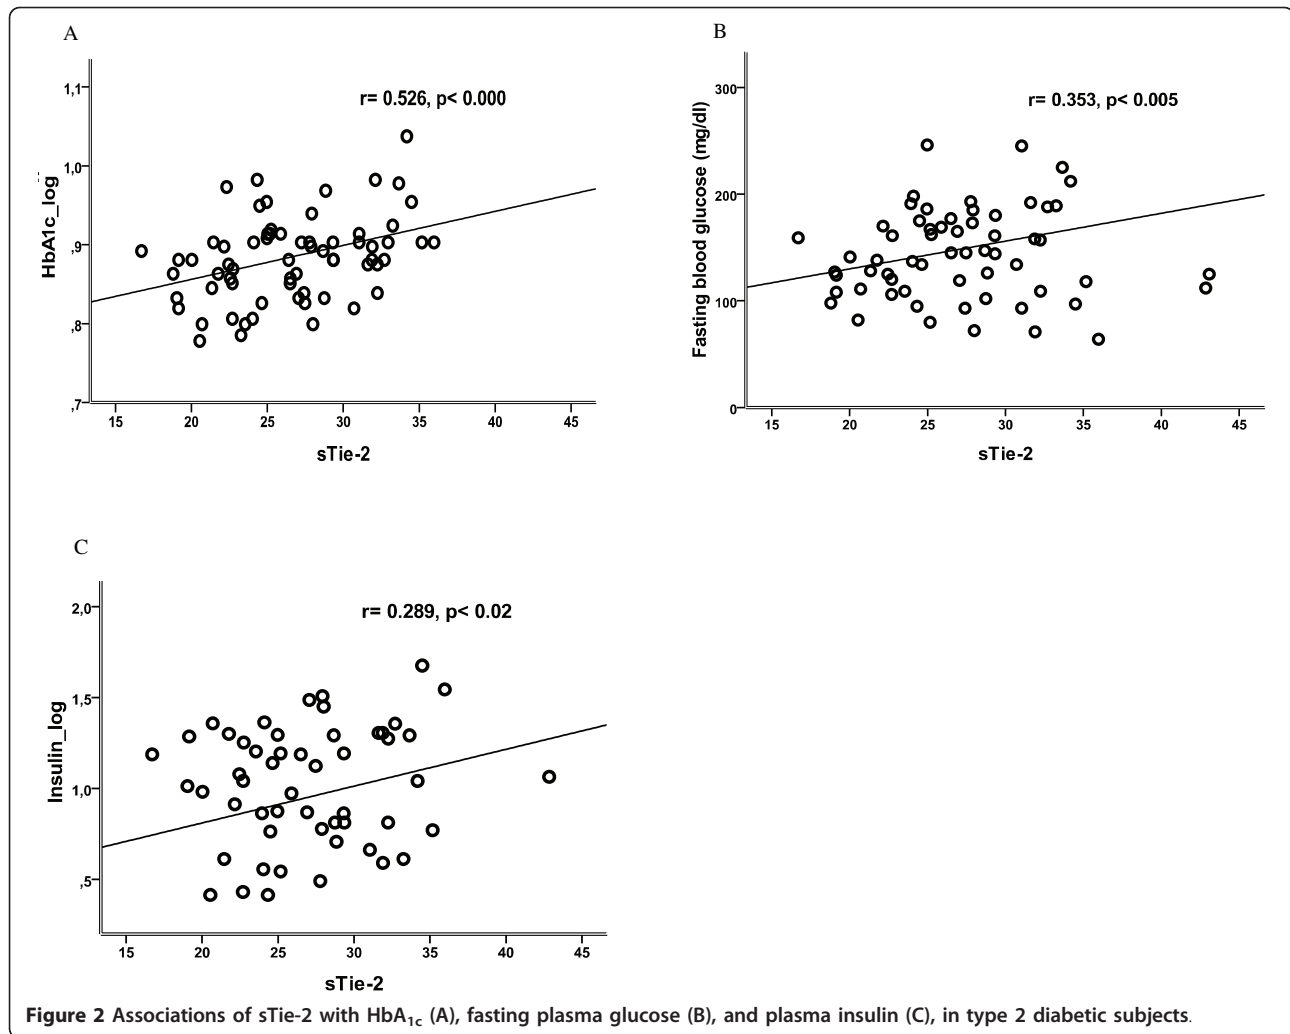 A
HbA1c_log
1,1
1,0
,9
,8
,7
r= 0.526, p< 0.000
15 20 25 30 35 40 45
sTie-2
B
Fasting blood glucose (mg/dl)
300
200
100
0
r= 0.353, p< 0.005
15 20 25 30 35 40 45
sTie-2
C
Insulin_log
2,0
1,5
1,0
,5
r= 0.289, p< 0.02
15 20 25 30 35 40 45
sTie-2
Figure 2 Associations of sTie-2 with HbA1c (A), fasting plasma glucose (B), and plasma insulin (C), in type 2 diabetic subjects.